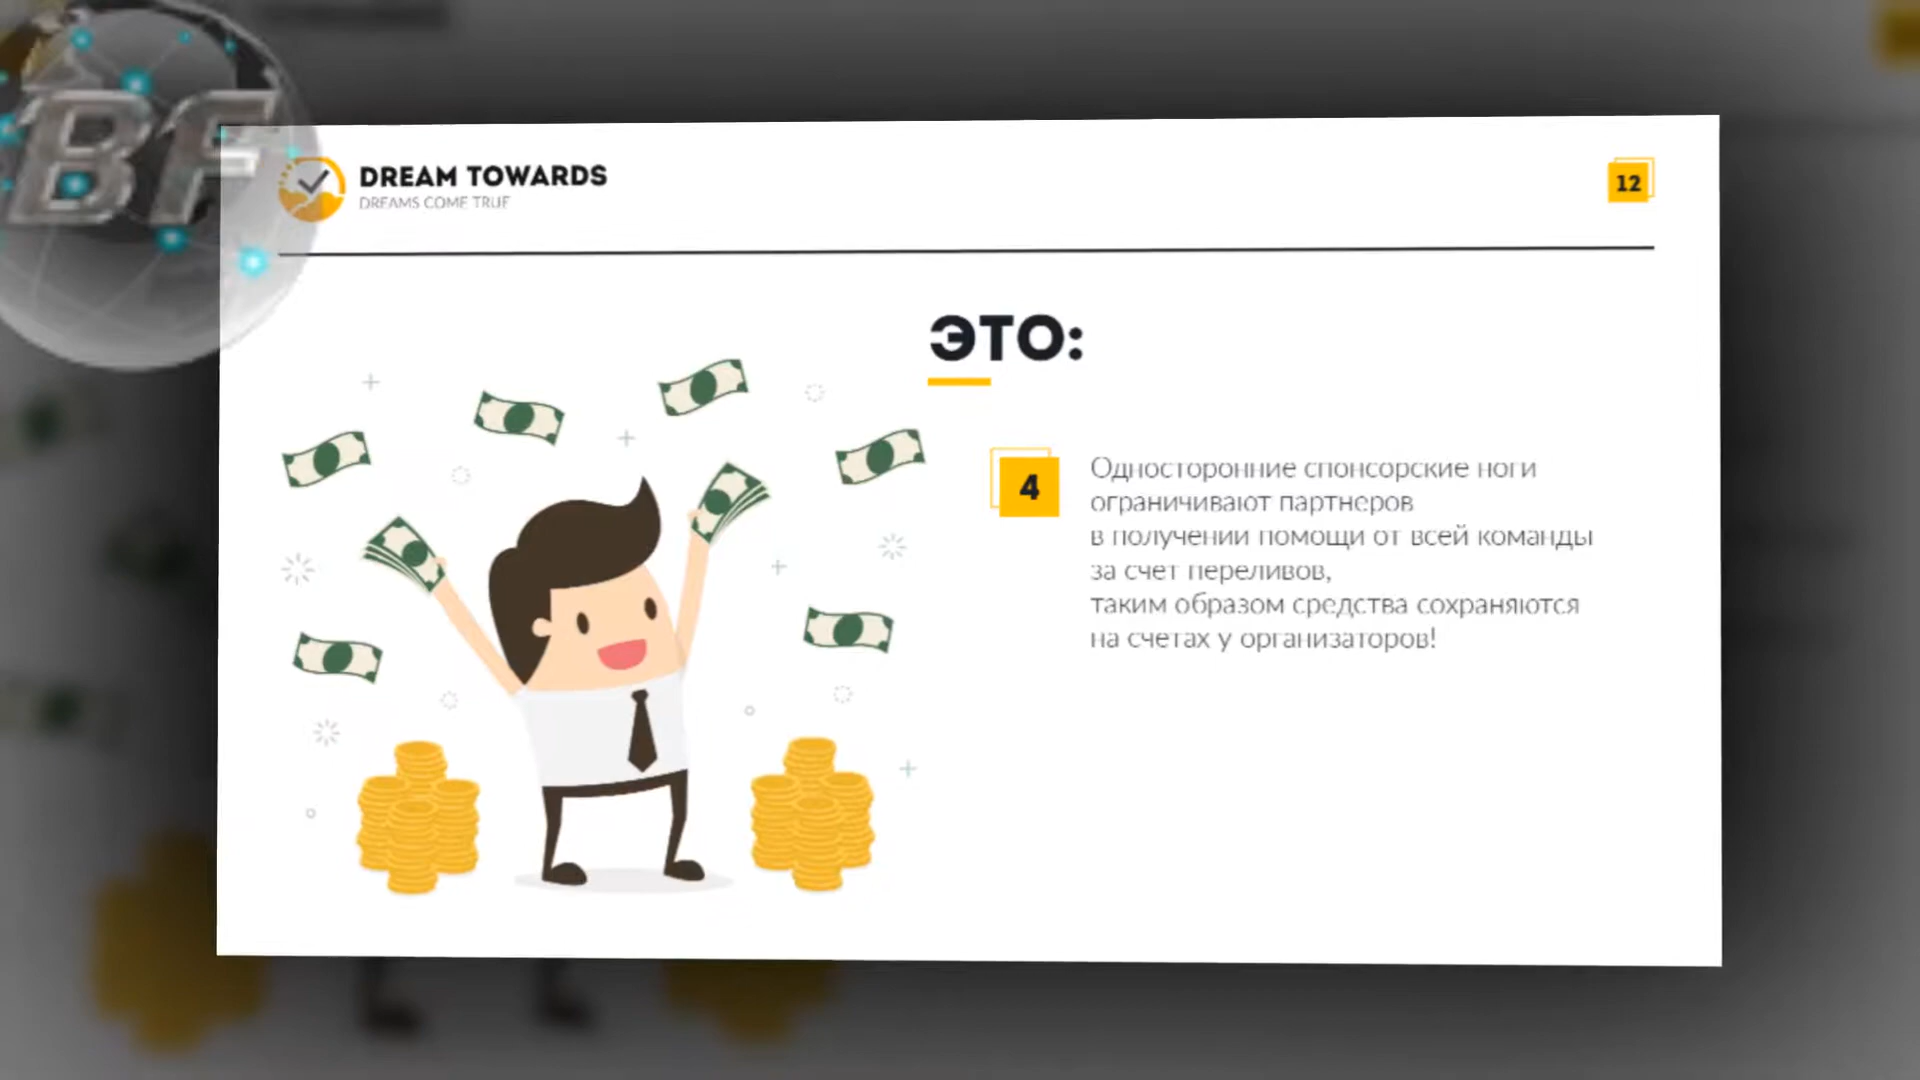 BF
DREAM TOWARDS
DREAMS COME TRUE
12
ЭТО:
4
Односторонние спонсорские ноги
ограничивают партнеров
в получении помощи от всей команды
за счет переливов,
таким образом средства сохраняются
на счетах у организаторов!